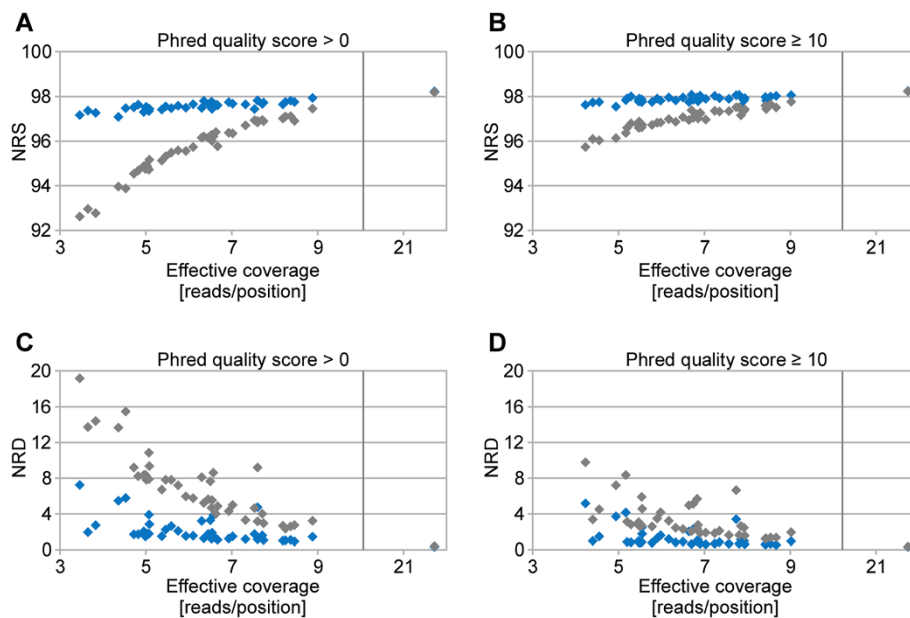 A
Phred quality score > 0
100
98
96
94
92
NRS
3 5 7 9 21
Effective coverage
[reads/position]
B
Phred quality score ≥ 10
100
98
96
94
92
NRS
3 5 7 9 21
Effective coverage
[reads/position]
C
Phred quality score > 0
20
16
12
8
4
0
NRD
3 5 7 9 21
Effective coverage
[reads/position]
D
Phred quality score ≥ 10
20
16
12
8
4
0
NRD
3 5 7 9 21
Effective coverage
[reads/position]